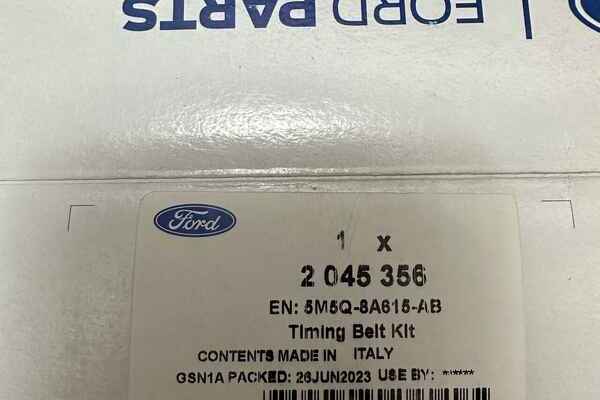 FORD PARTS
Ford
1 x
2 045 356
EN: 5M5Q-8A615-AB
Timing Belt Kit
CONTENTS MADE IN ITALY
GSN1A PACKED: 26JUN2023 USE BY: *****